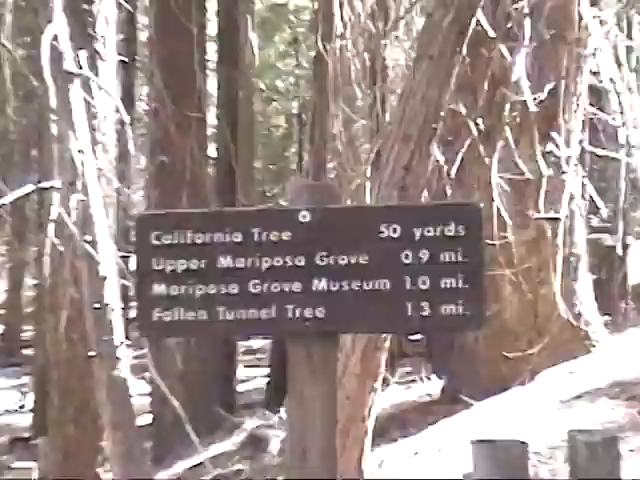 California Tree 50 yards
Upper Mariposa Grove 0.9 mi.
Mariposa Grove Museum 1.0 mi.
Fallen Tunnel Tree 1.3 mi.